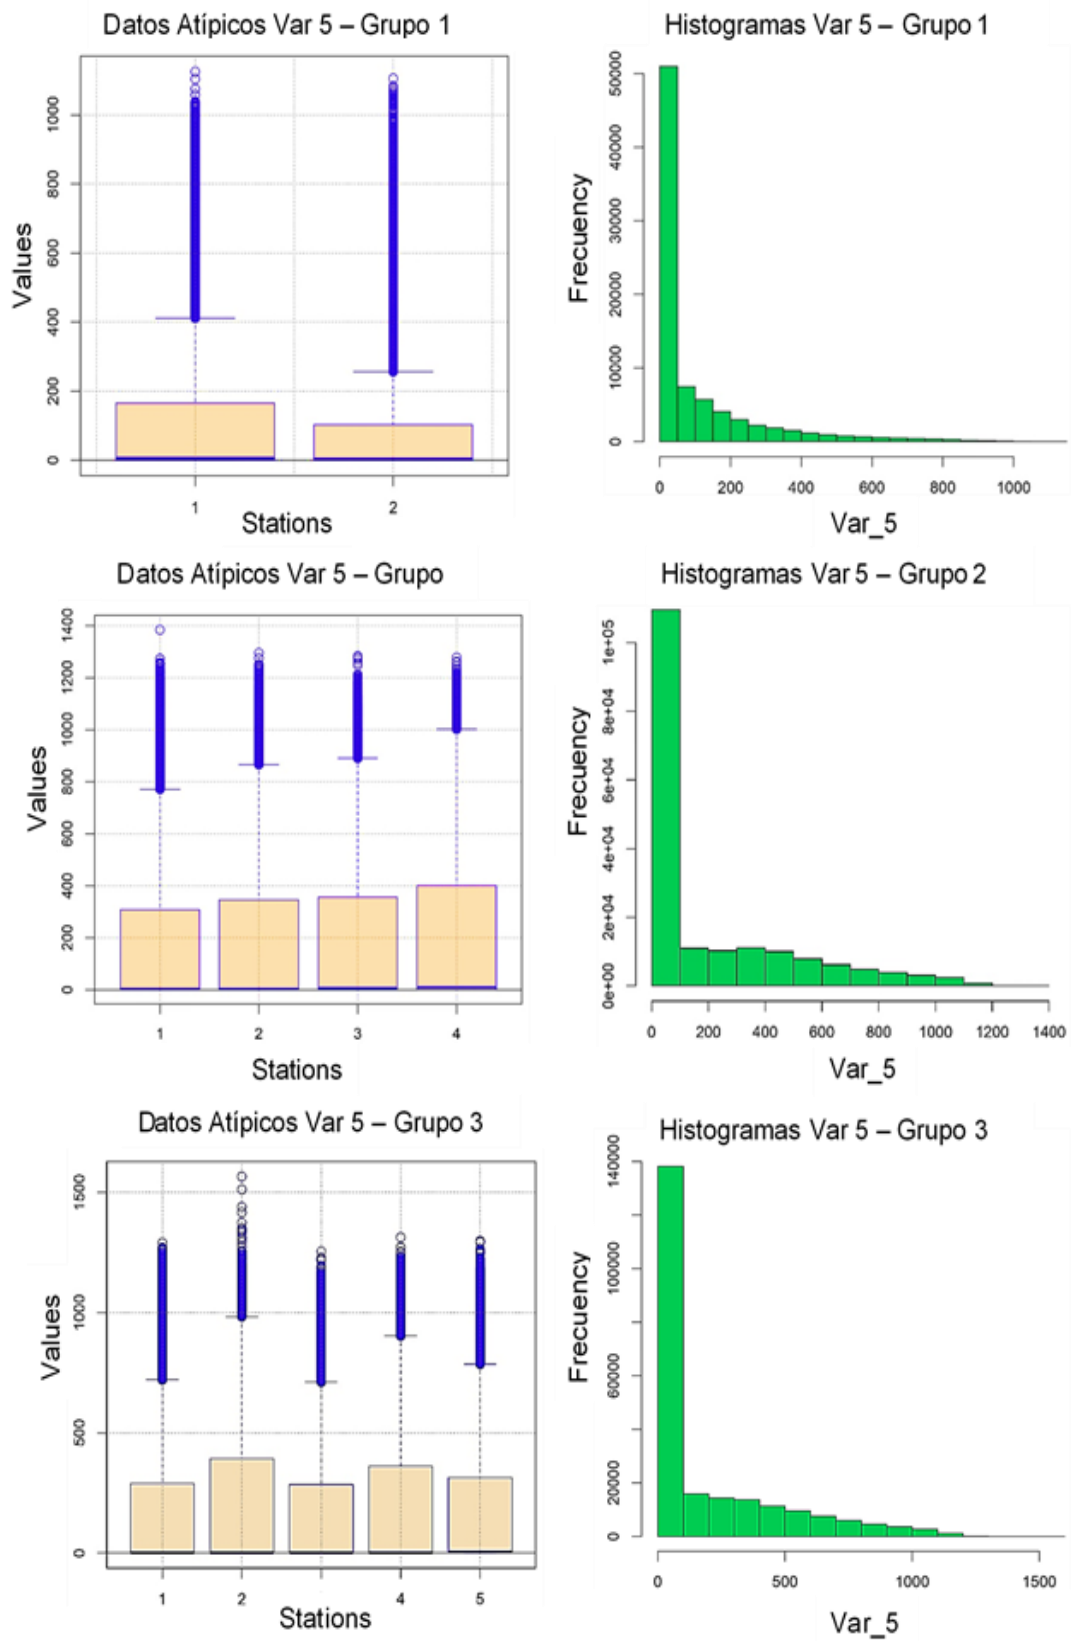 Datos Atípicos Var 5 – Grupo 1
Values
0
200
400
600
800
1000
1
2
Stations
Histogramas Var 5 – Grupo 1
Frecuency
0
10000
20000
30000
40000
50000
0
200
400
600
800
1000
Var_5
Datos Atípicos Var 5 – Grupo
Values
0
200
400
600
800
1000
1200
1400
1
2
3
4
Stations
Histogramas Var 5 – Grupo 2
Frecuency
0e+00
2e+04
4e+04
6e+04
8e+04
1e+05
0
200
400
600
800
1000
1200
1400
Var_5
Datos Atípicos Var 5 – Grupo 3
Values
0
500
1000
1500
1
2
4
5
Stations
Histogramas Var 5 – Grupo 3
Frecuency
0
20000
60000
100000
140000
0
500
1000
1500
Var_5